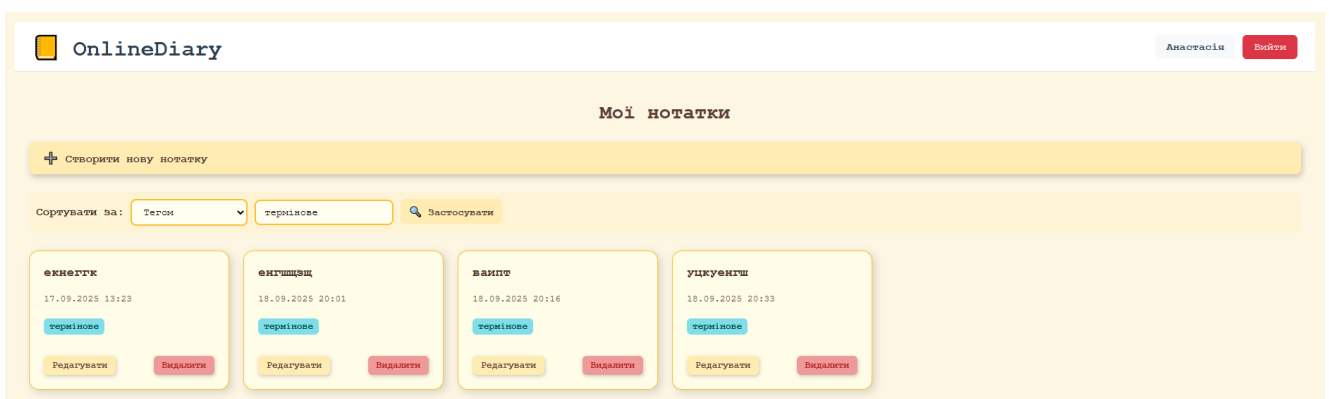 OnlineDiary
Анастасія Вийти
Мої нотатки
Створити нову нотатку
Сортувати за: Тегом термінове Застосувати
екнеггк енгшщзщ ваипт уцкуенгш
17.09.2025 13:23 18.09.2025 20:01 18.09.2025 20:16 18.09.2025 20:33
термінове термінове термінове термінове
Редагувати Видалити Редагувати Видалити Редагувати Видалити Редагувати Видалити